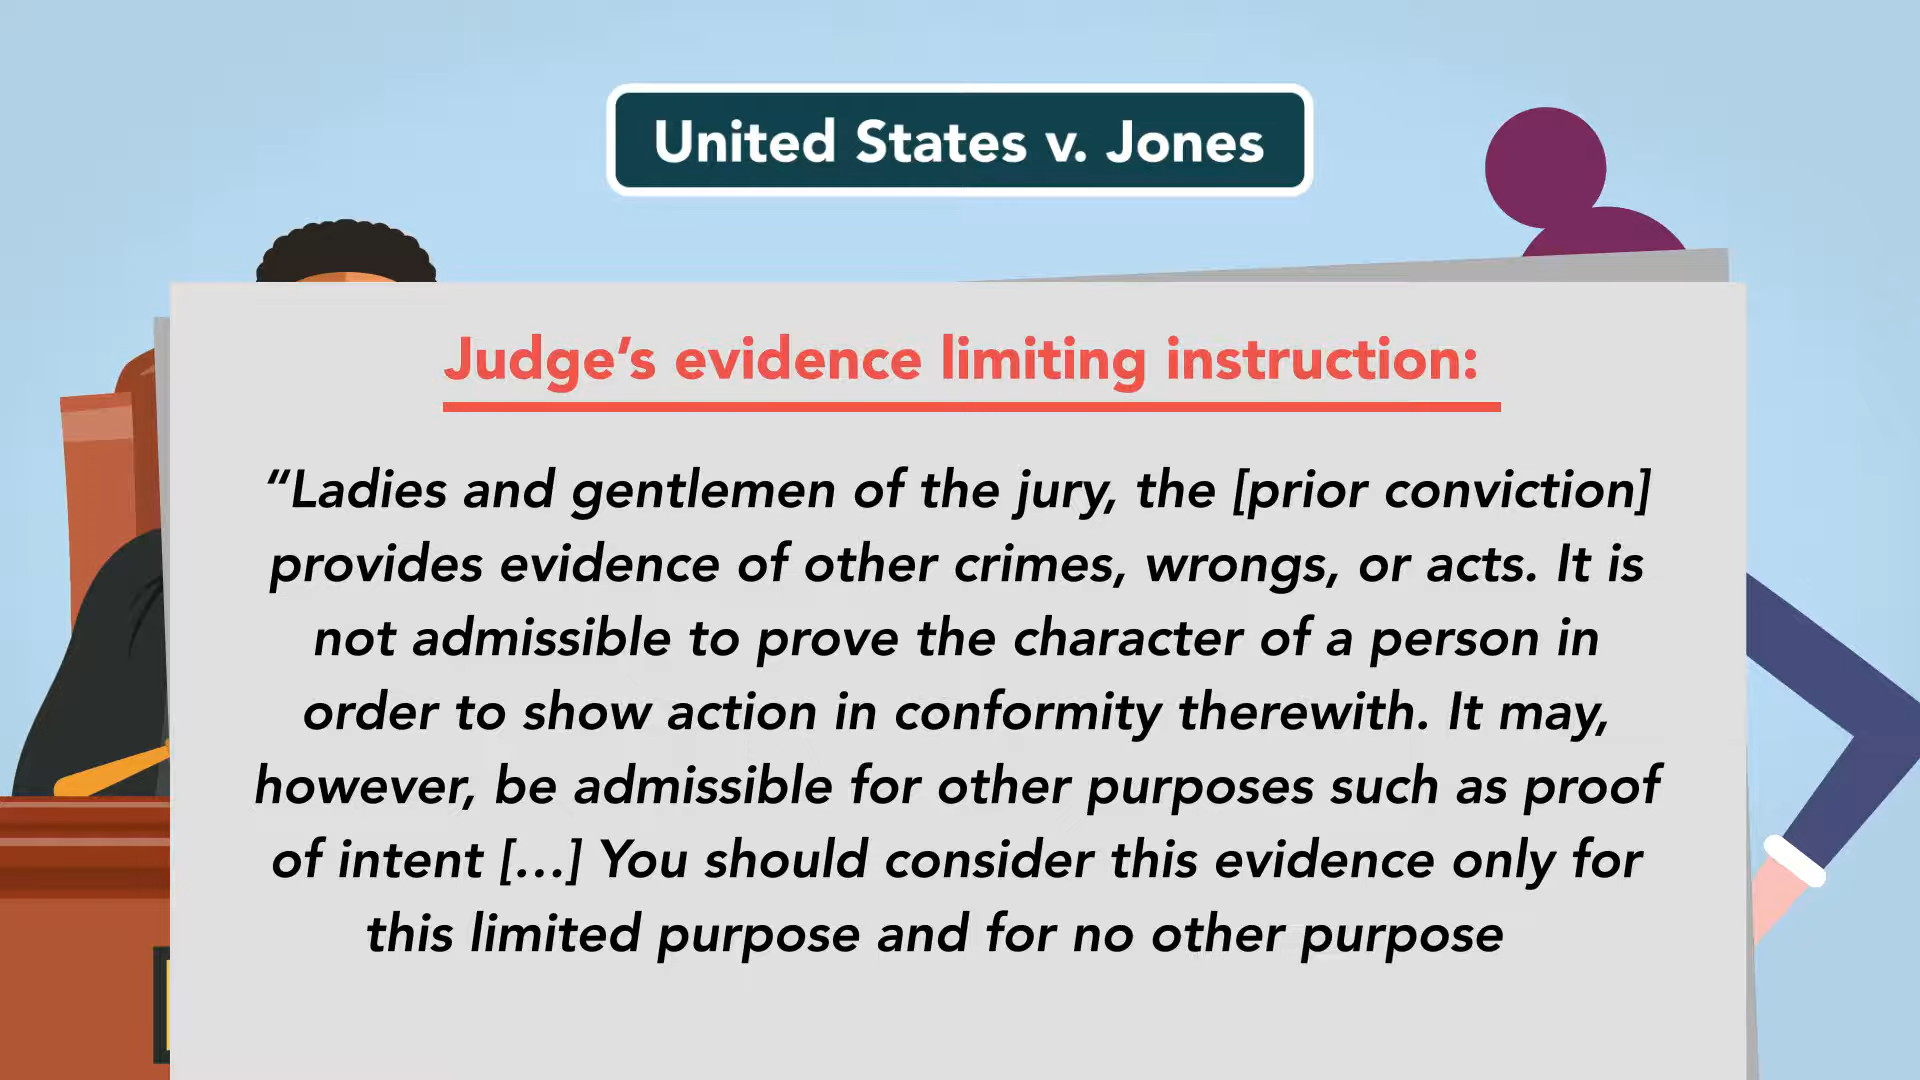 United States v. Jones
Judge’s evidence limiting instruction:
“Ladies and gentlemen of the jury, the [prior conviction]
provides evidence of other crimes, wrongs, or acts. It is
not admissible to prove the character of a person in
order to show action in conformity therewith. It may,
however, be admissible for other purposes such as proof
of intent [...] You should consider this evidence only for
this limited purpose and for no other purpose